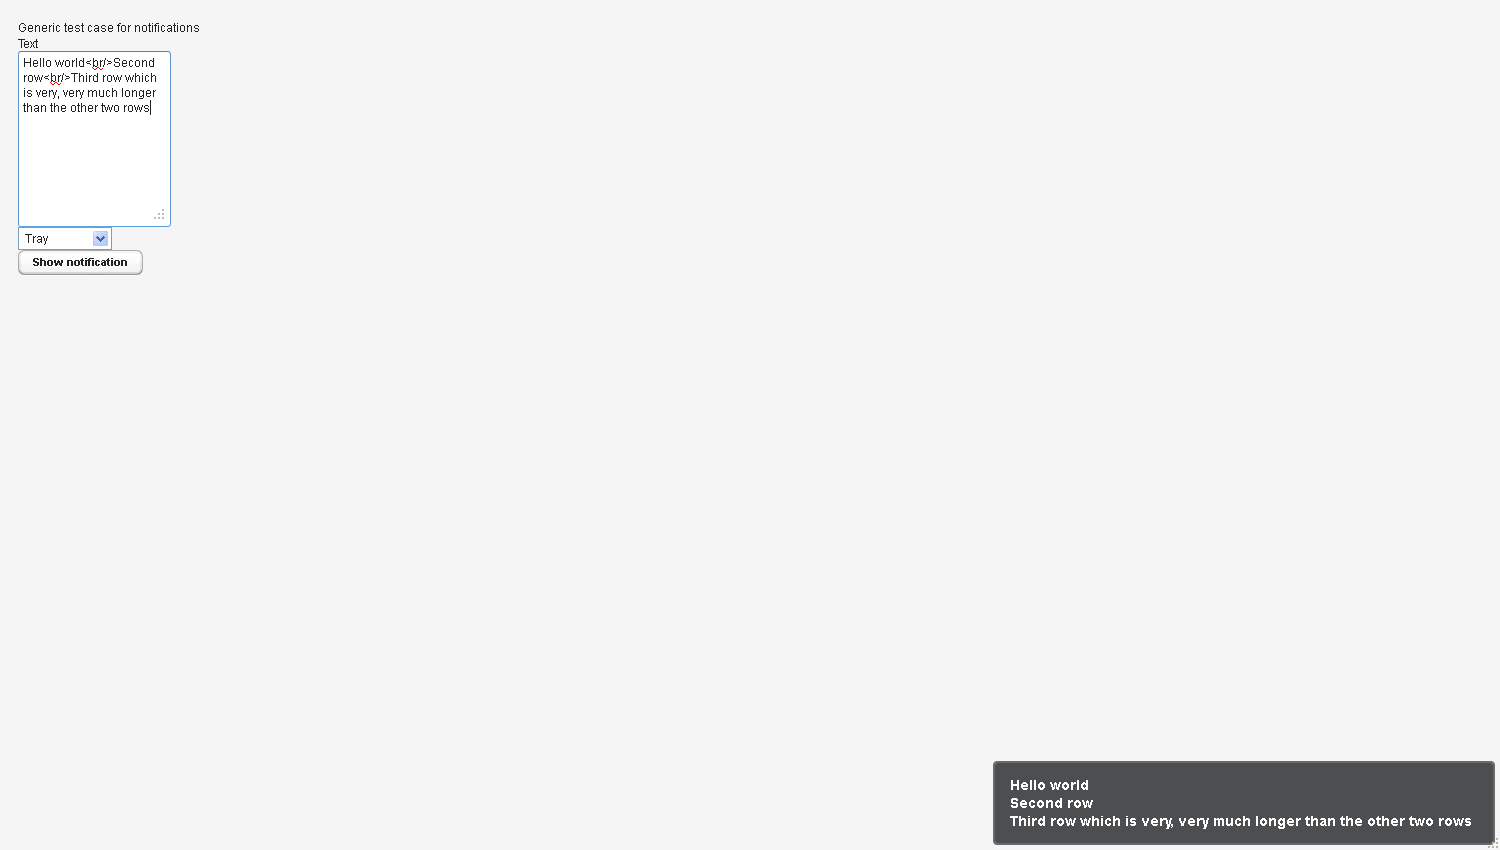 Generic test case for notifications
Text
Hello world<br/>Second
row<br/>Third row which
is very, very much longer
than the other two rows
Tray
Show notification
Hello world
Second row
Third row which is very, very much longer than the other two rows